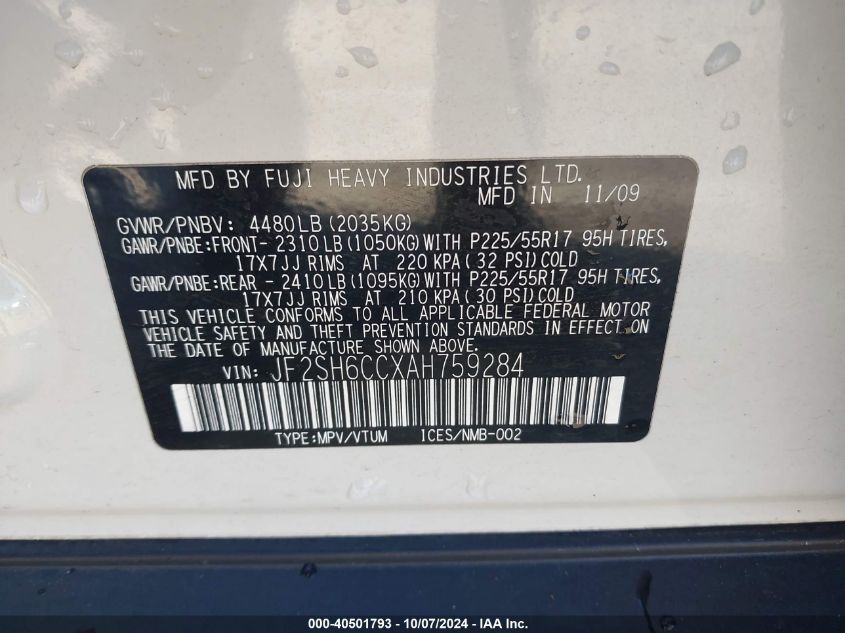 MFD BY FUJI HEAVY INDUSTRIES LTD.
MFD IN 11/09
GVWR/PNBV: 4480LB (2035KG)
GAWR/PNBE:FRONT- 2310LB (1050KG) WITH P225/55R17 95H TIRES,
17X7JJ RIMS AT 220 KPA ( 32 PSI) COLD
GAWR/PNBE:REAR - 2410LB (1095KG) WITH P225/55R17 95H TIRES,
17X7JJ RIMS AT 210 KPA ( 30 PSI) COLD
THIS VEHICLE CONFORMS TO ALL APPLICABLE FEDERAL MOTOR
VEHICLE SAFETY AND THEFT PREVENTION STANDARDS IN EFFECT ON
THE DATE OF MANUFACTURE SHOWN ABOVE.
VIN: JF2SH6CCXAH759284
TYPE:MPV/VTUM ICES/NMB-002
000-40501793 - 10/07/2024 - IAA Inc.